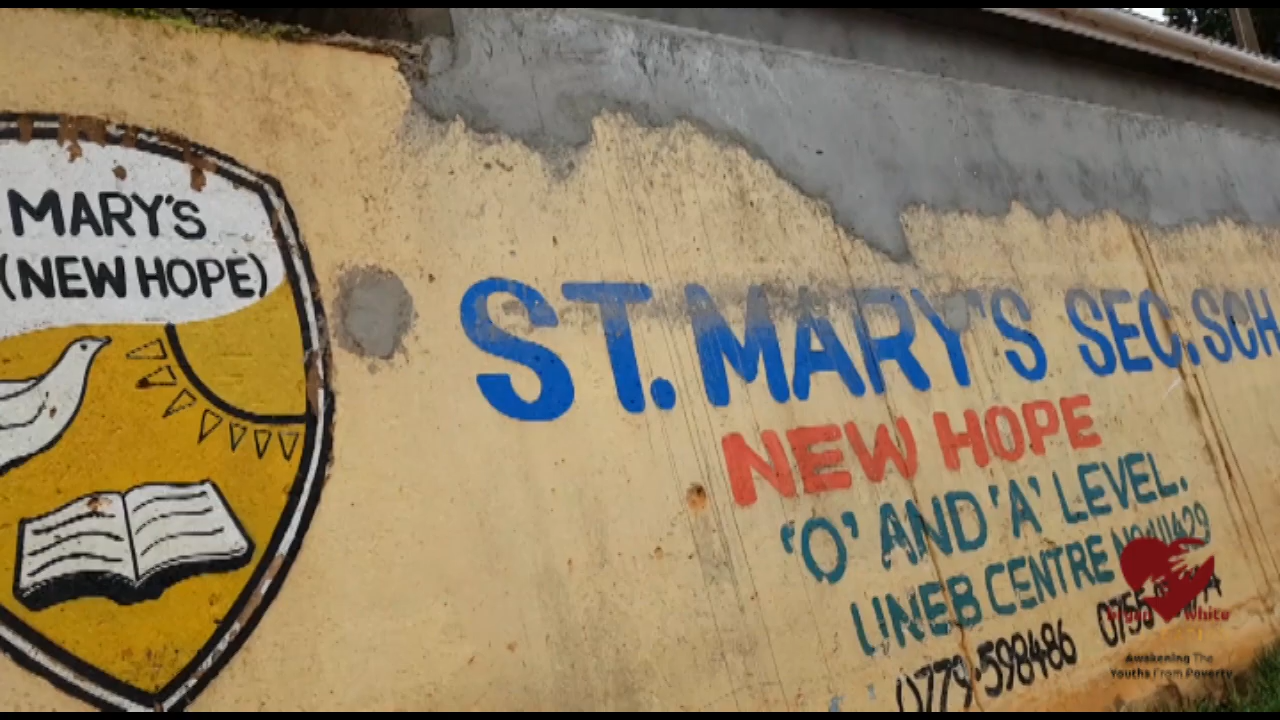 MARY'S
(NEW HOPE)
ST. MARY'S SEC. SCH
NEW HOPE
'O' AND 'A' LEVEL.
UNEB CENTRE
0779-598486
White
Awakening The
Youths From Poverty